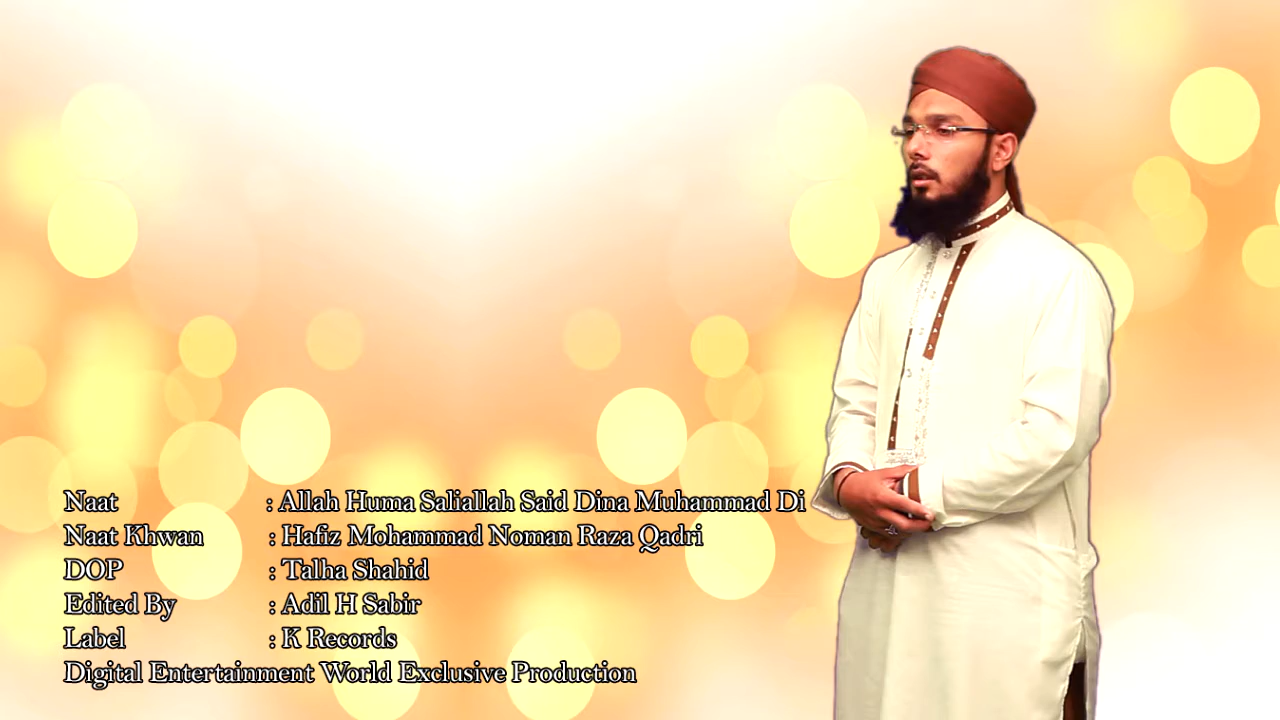 Naat : Allah Huma Saliallah Said Dina Muhammad Di
Naat Khwan : Hafiz Mohammad Noman Raza Qadri
DOP : Talha Shahid
Edited By : Adil H Sabir
Label : K Records
Digital Entertainment World Exclusive Production